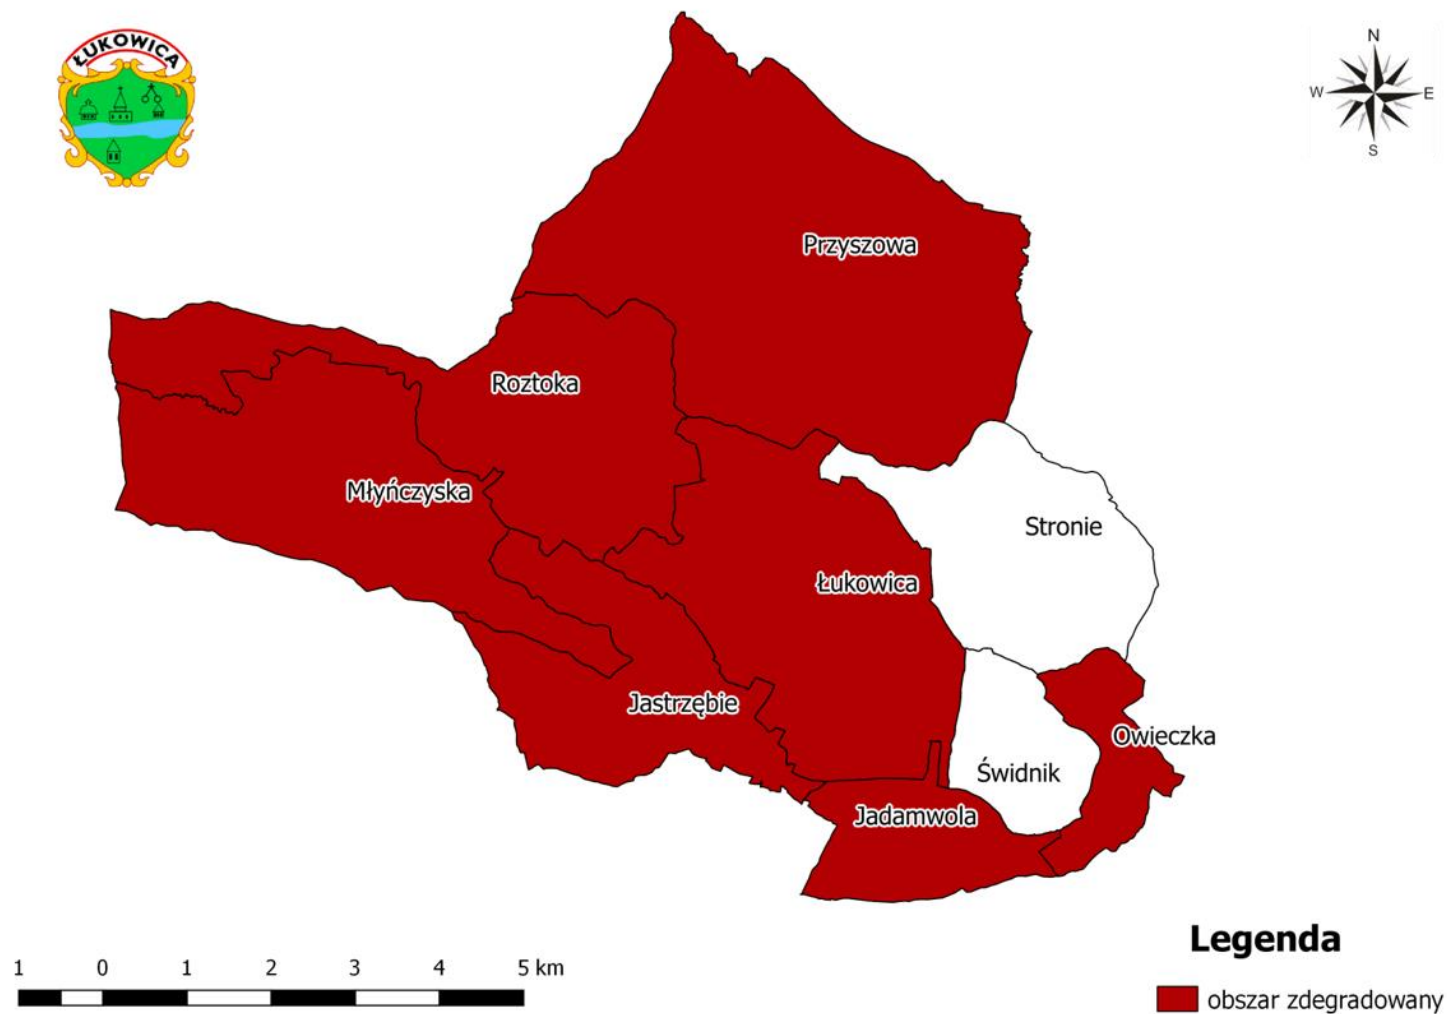 ŁUKOWICA
N
W E
S
Przyszowa
Roztoka
Młyńczyska
Stronie
Łukowica
Jastrzębie
Owieczka
Świdnik
Jadamwola
Legenda
obszar zdegradowany
1 0 1 2 3 4 5 km